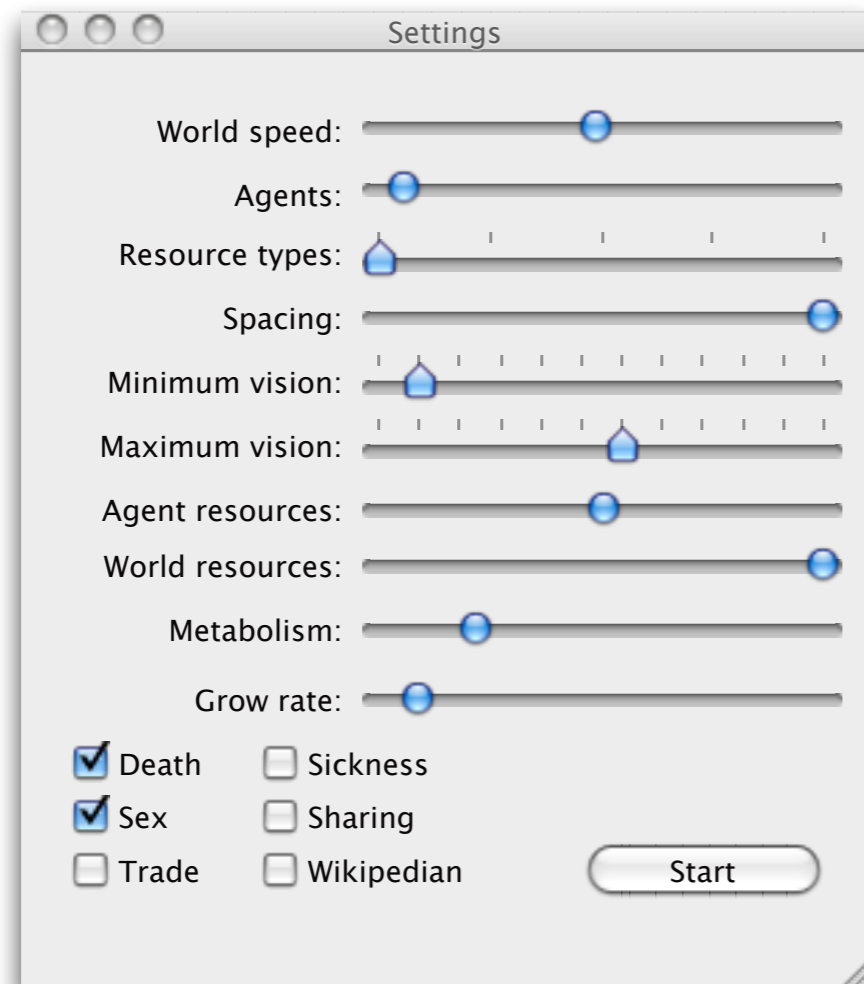 Settings
World speed:
Agents:
Resource types:
Spacing:
Minimum vision:
Maximum vision:
Agent resources:
World resources:
Metabolism:
Grow rate:
Death Sickness
Sex Sharing
Trade Wikipedian Start